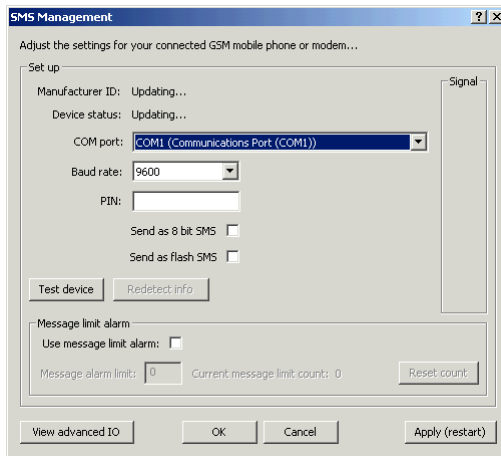 SMS Management
Adjust the settings for your connected GSM mobile phone or modem...
Set up
Signal
Manufacturer ID: Updating...
Device status: Updating...
COM port: COM1 (Communications Port (COM1))
Baud rate: 9600
PIN:
Send as 8 bit SMS
Send as flash SMS
Test device Redetect info
Message limit alarm
Use message limit alarm:
Message alarm limit: 0 Current message limit count: 0 Reset count
View advanced IO OK Cancel Apply (restart)